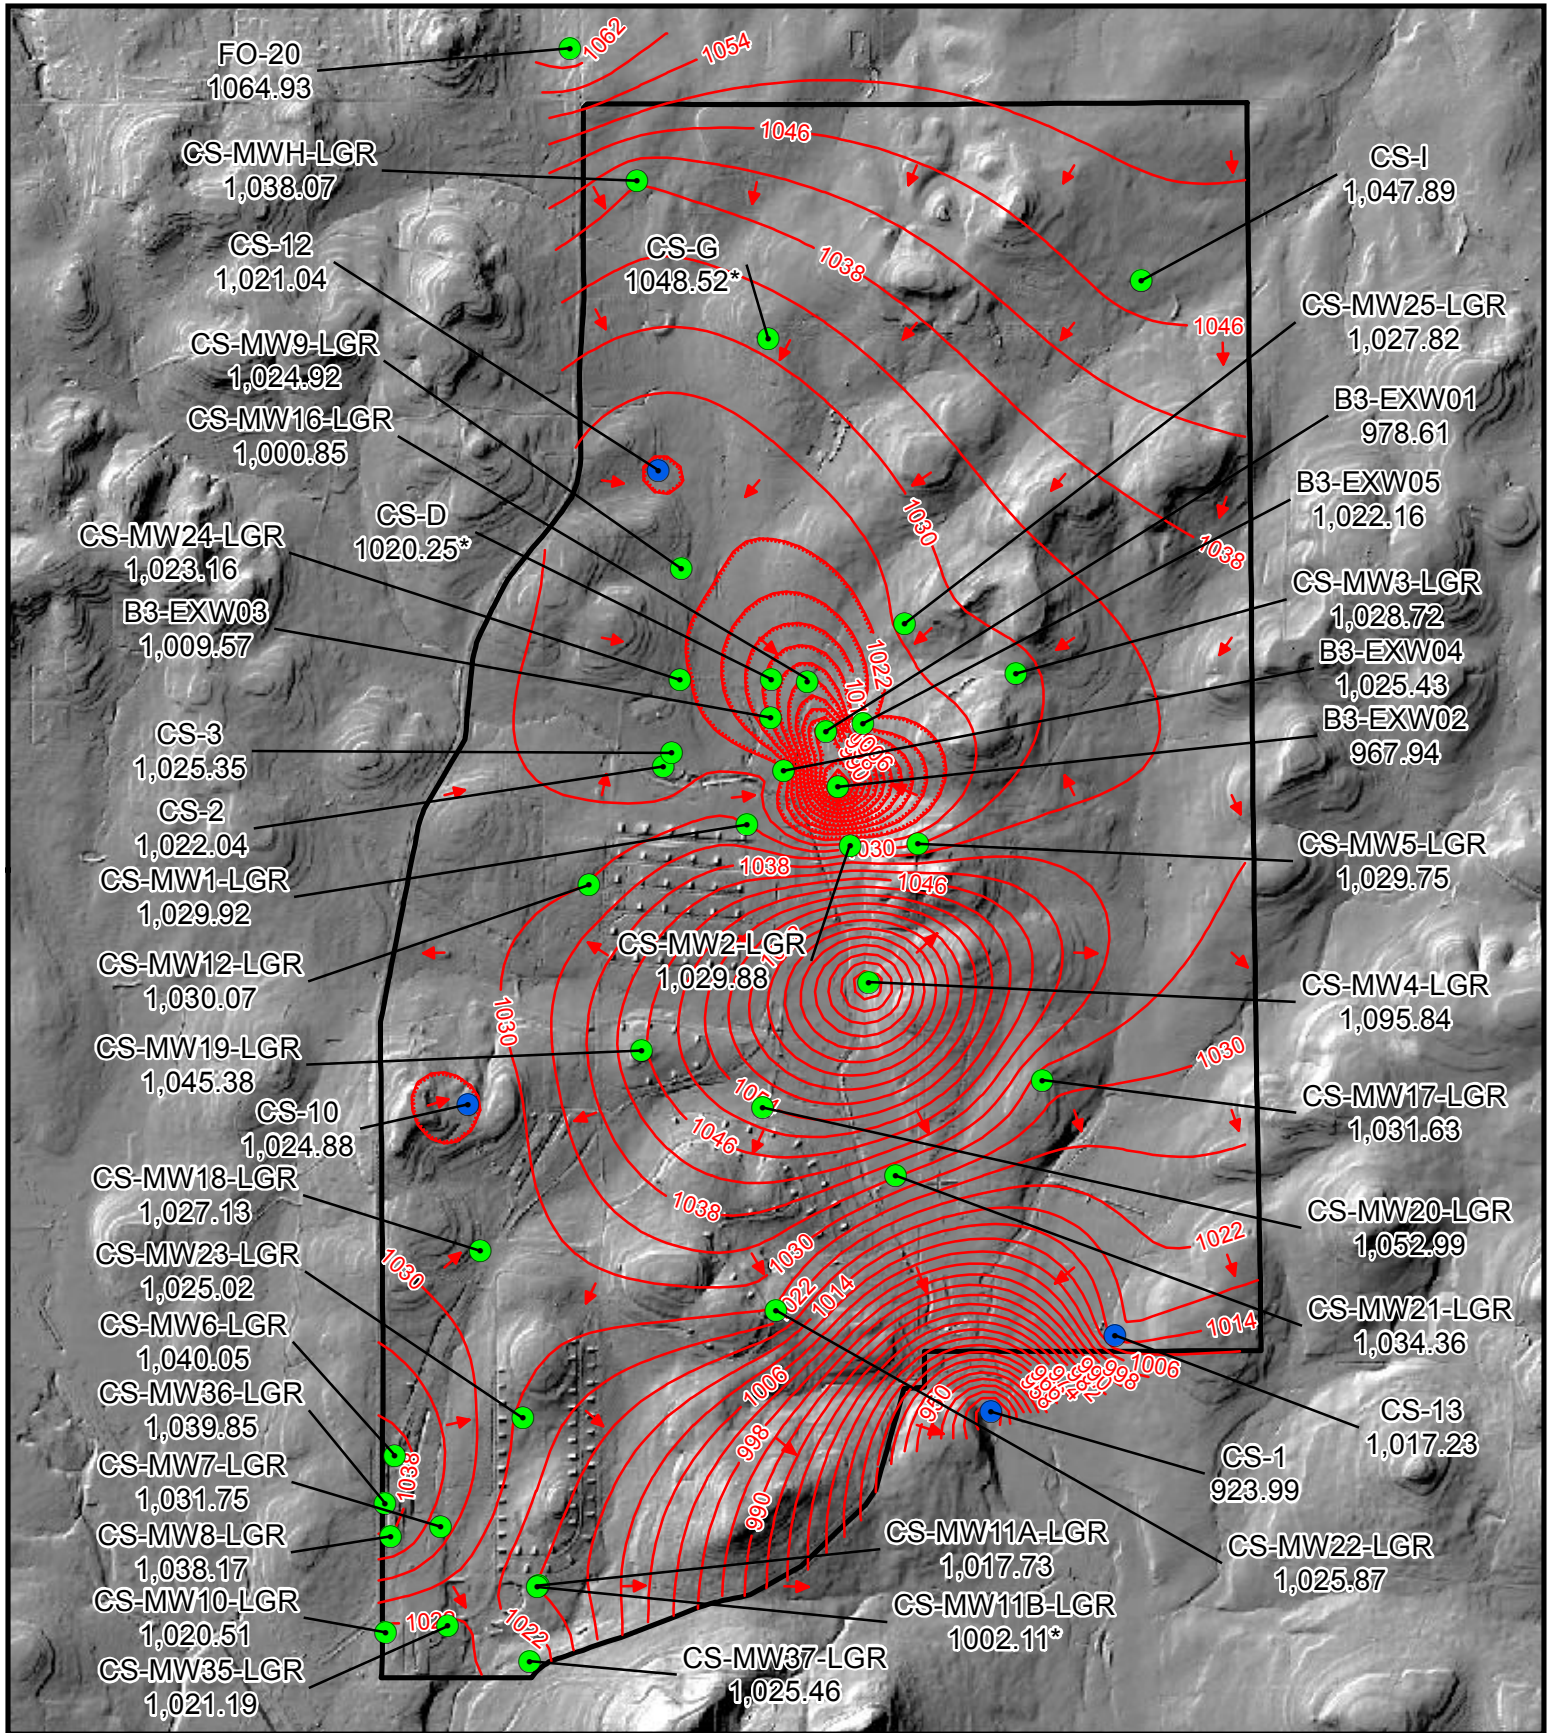 FO-20
1064.93
1062
1054
CS-MWH-LGR
1,038.07
1046
CS-I
1,047.89
CS-12
1,021.04
CS-G
1048.52*
1038
CS-MW25-LGR
1,027.82
1046
CS-MW9-LGR
1,024.92
B3-EXW01
978.61
CS-MW16-LGR
1,000.85
B3-EXW05
1,022.16
CS-D
1020.25*
1030
1038
CS-MW24-LGR
1,023.16
CS-MW3-LGR
1,028.72
B3-EXW03
1,009.57
1022
B3-EXW04
1,025.43
B3-EXW02
967.94
CS-3
1,025.35
CS-2
1,022.04
1030
1038
1046
CS-MW5-LGR
1,029.75
CS-MW1-LGR
1,029.92
CS-MW2-LGR
1,029.88
CS-MW12-LGR
1,030.07
CS-MW4-LGR
1,095.84
1030
1030
CS-MW19-LGR
1,045.38
CS-10
1,024.88
1054
CS-MW17-LGR
1,031.63
1046
CS-MW18-LGR
1,027.13
1038
CS-MW20-LGR
1,052.99
1022
CS-MW23-LGR
1,025.02
1030
1030
1022
1014
CS-MW21-LGR
1,034.36
1014
CS-MW6-LGR
1,040.05
1006
998
1006
CS-MW36-LGR
1,039.85
950
CS-13
1,017.23
998
CS-MW7-LGR
1,031.75
1038
CS-1
923.99
990
CS-MW8-LGR
1,038.17
CS-MW11A-LGR
1,017.73
CS-MW22-LGR
1,025.87
CS-MW10-LGR
1,020.51
CS-MW11B-LGR
1002.11*
1022
CS-MW35-LGR
1,021.19
CS-MW37-LGR
1,025.46